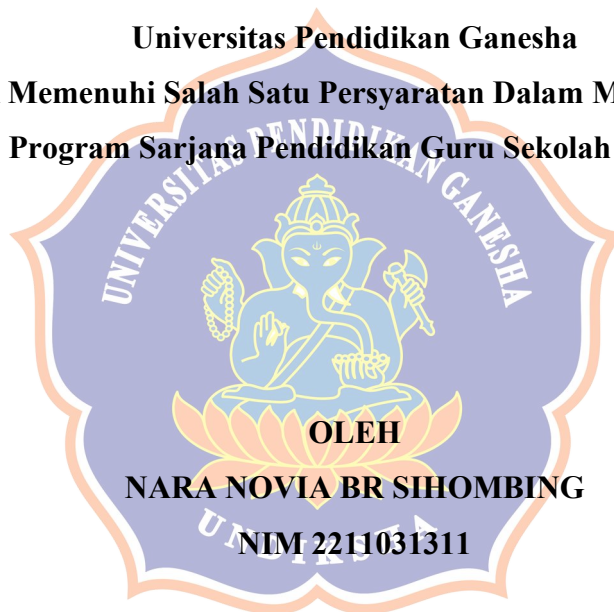 Universitas Pendidikan Ganesha
Memenuhi Salah Satu Persyaratan Dalam M
Program Sarjana Pendidikan Guru Sekolah
UNIVERSITAS PENDIDIKAN GANESHA
OLEH
NARA NOVIA BR SIHOMBING
NIM 2211031311
UNDIKSHA